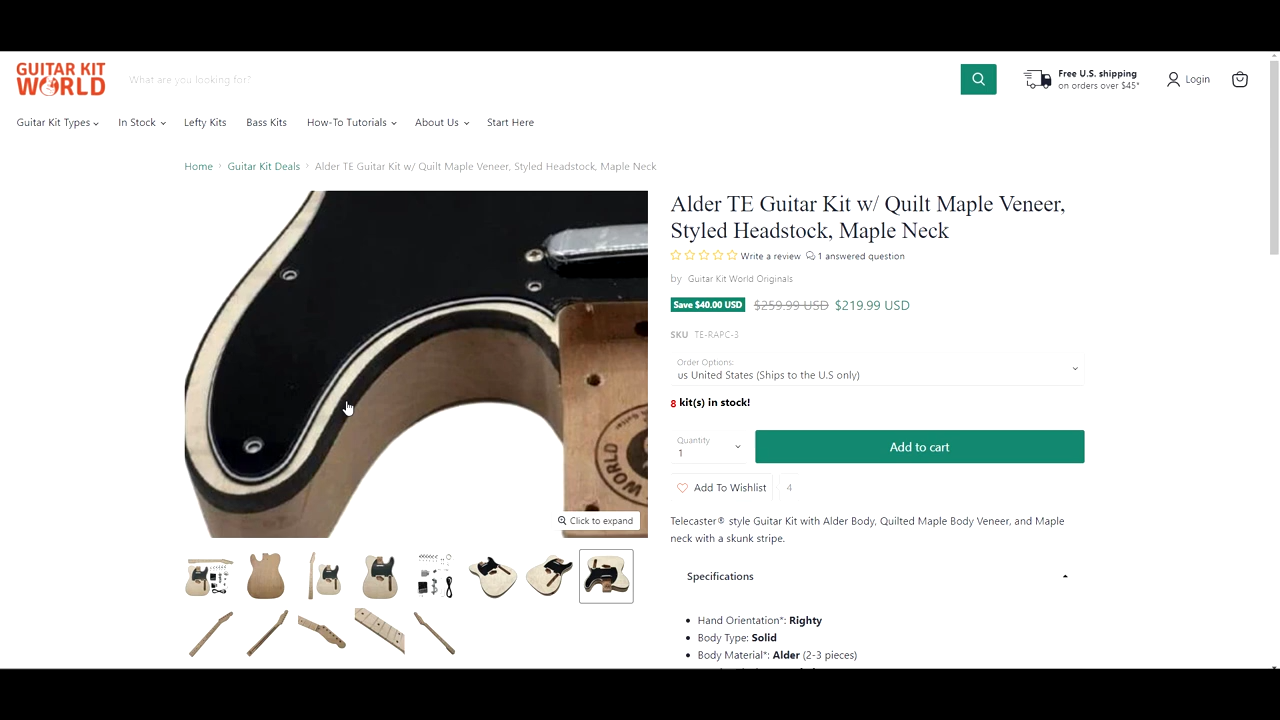 GUITAR KIT
WORLD
What are you looking for?
Free U.S. shipping
on orders over $45*
Login
Guitar Kit Types
In Stock
Lefty Kits
Bass Kits
How-To Tutorials
About Us
Start Here
Home
Guitar Kit Deals
Alder TE Guitar Kit w/ Quilt Maple Veneer, Styled Headstock, Maple Neck
WORLD
Click to expand
Alder TE Guitar Kit w/ Quilt Maple Veneer,
Styled Headstock, Maple Neck
Write a review
1 answered question
by Guitar Kit World Originals
Save $40.00 USD $259.99 USD $219.99 USD
SKU TE-RAPC-3
Order Options:
us United States (Ships to the U.S only)
8 kit(s) in stock!
Quantity
1
Add to cart
Add To Wishlist 4
Telecaster® style Guitar Kit with Alder Body, Quilted Maple Body Veneer, and Maple
neck with a skunk stripe.
Specifications
Hand Orientation*: Righty
Body Type: Solid
Body Material*: Alder (2-3 pieces)